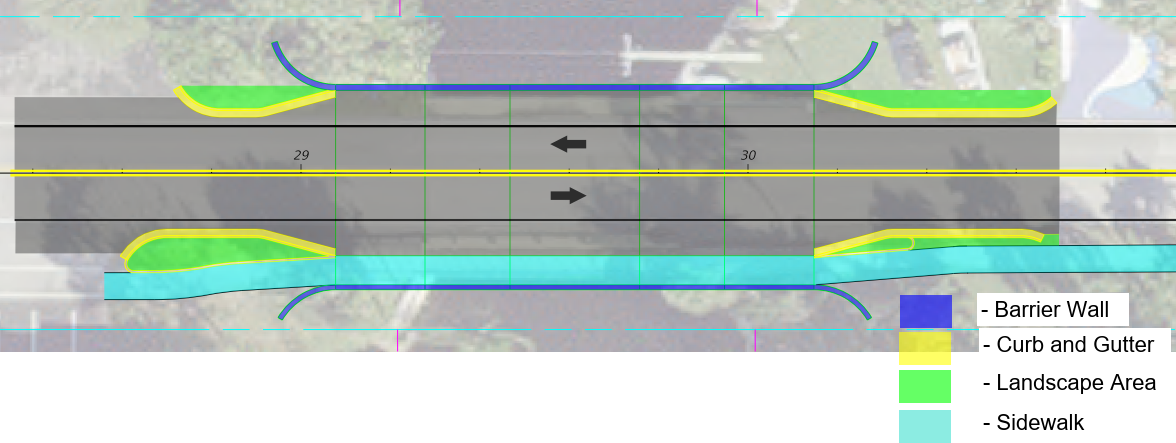 29
30
- Barrier Wall
- Curb and Gutter
- Landscape Area
- Sidewalk